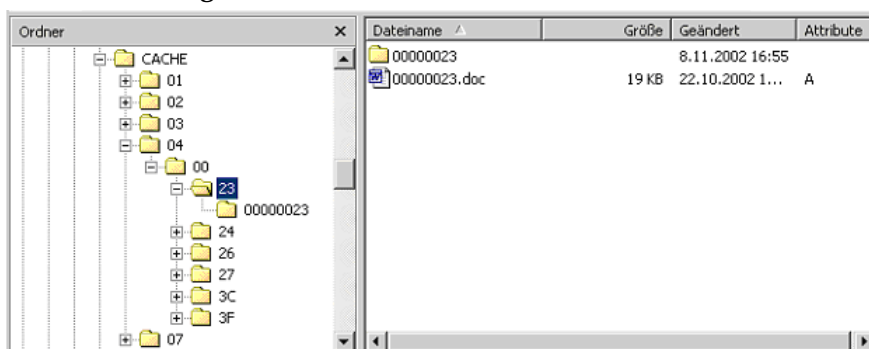 Ordner
CACHE
01
02
03
04
00
23
00000023
24
26
27
3C
3F
07
Dateiname Größe Geändert Attribute
00000023 8.11.2002 16:55
00000023.doc 19 KB 22.10.2002 1... A